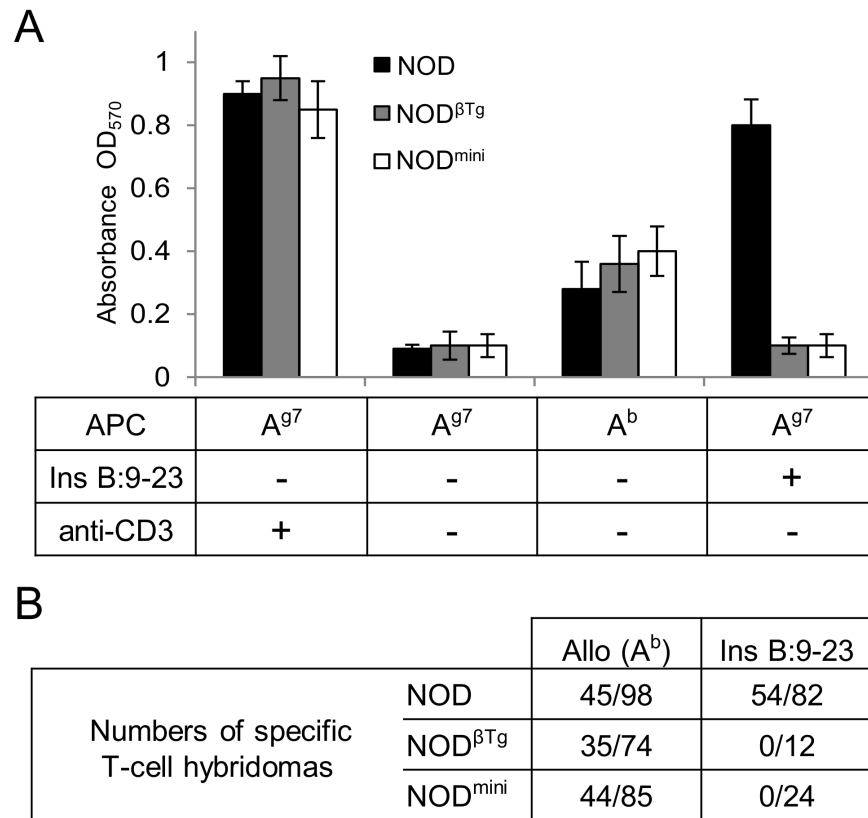 A
1
0.8
0.6
0.4
0.2
0
Absorbance OD570
NOD
NODβTg
NODmini
APC Ag7 Ag7 Ab Ag7
Ins B:9-23 - - - +
anti-CD3 + - - -
B
Allo (Ab) Ins B:9-23
Numbers of specific
T-cell hybridomas
NOD 45/98 54/82
NODβTg 35/74 0/12
NODmini 44/85 0/24